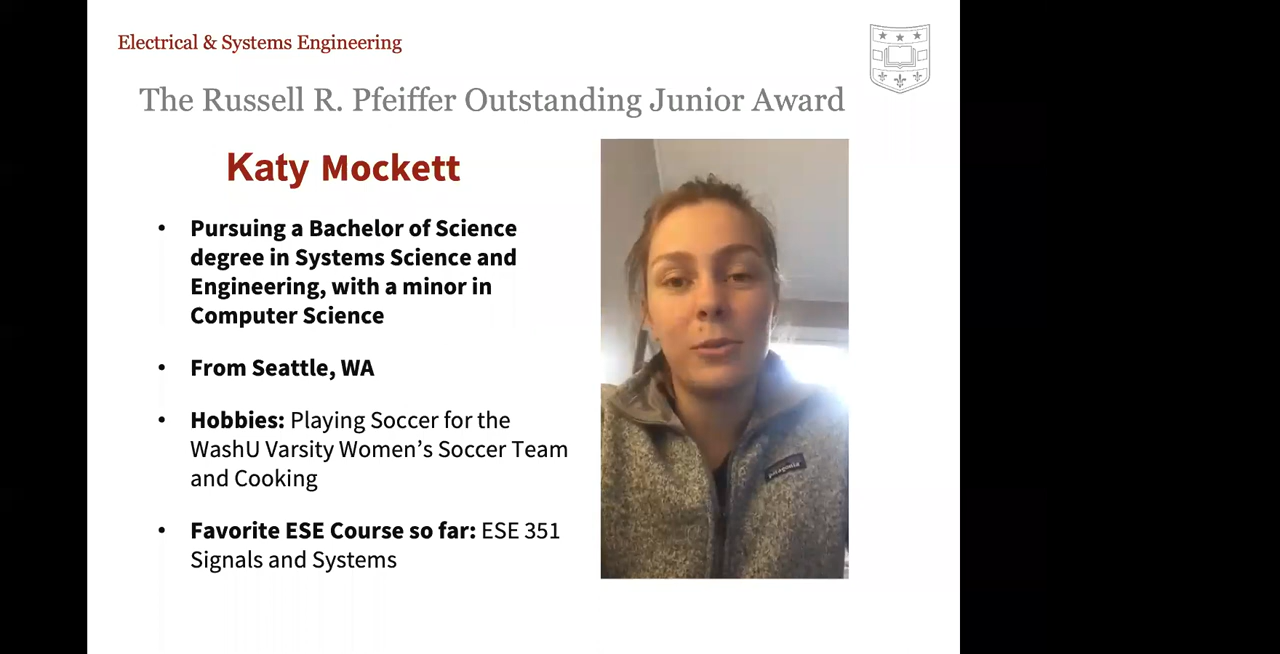 Electrical & Systems Engineering
The Russell R. Pfeiffer Outstanding Junior Award
Katy Mockett
• Pursuing a Bachelor of Science
degree in Systems Science and
Engineering, with a minor in
Computer Science
• From Seattle, WA
• Hobbies: Playing Soccer for the
WashU Varsity Women’s Soccer Team
and Cooking
• Favorite ESE Course so far: ESE 351
Signals and Systems
patagonia